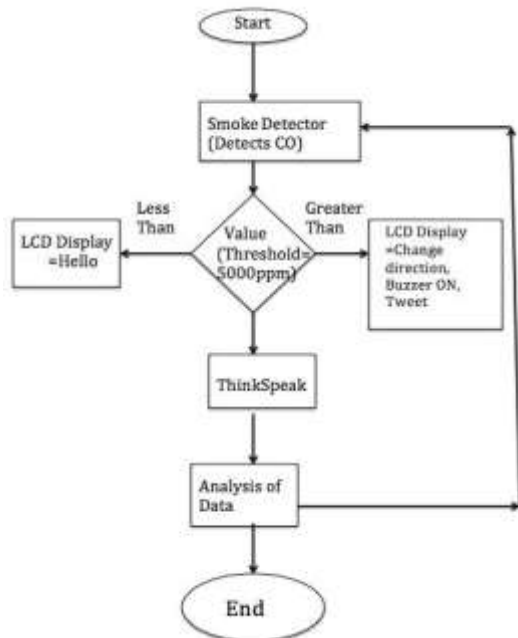 Start
Smoke Detector
(Detects CO)
Less
Than
Greater
Than
Value
(Threshold=
5000ppm)
LCD Display
=Hello
LCD Display
=Change
direction,
Buzzer ON,
Tweet
ThinkSpeak
Analysis of
Data
End